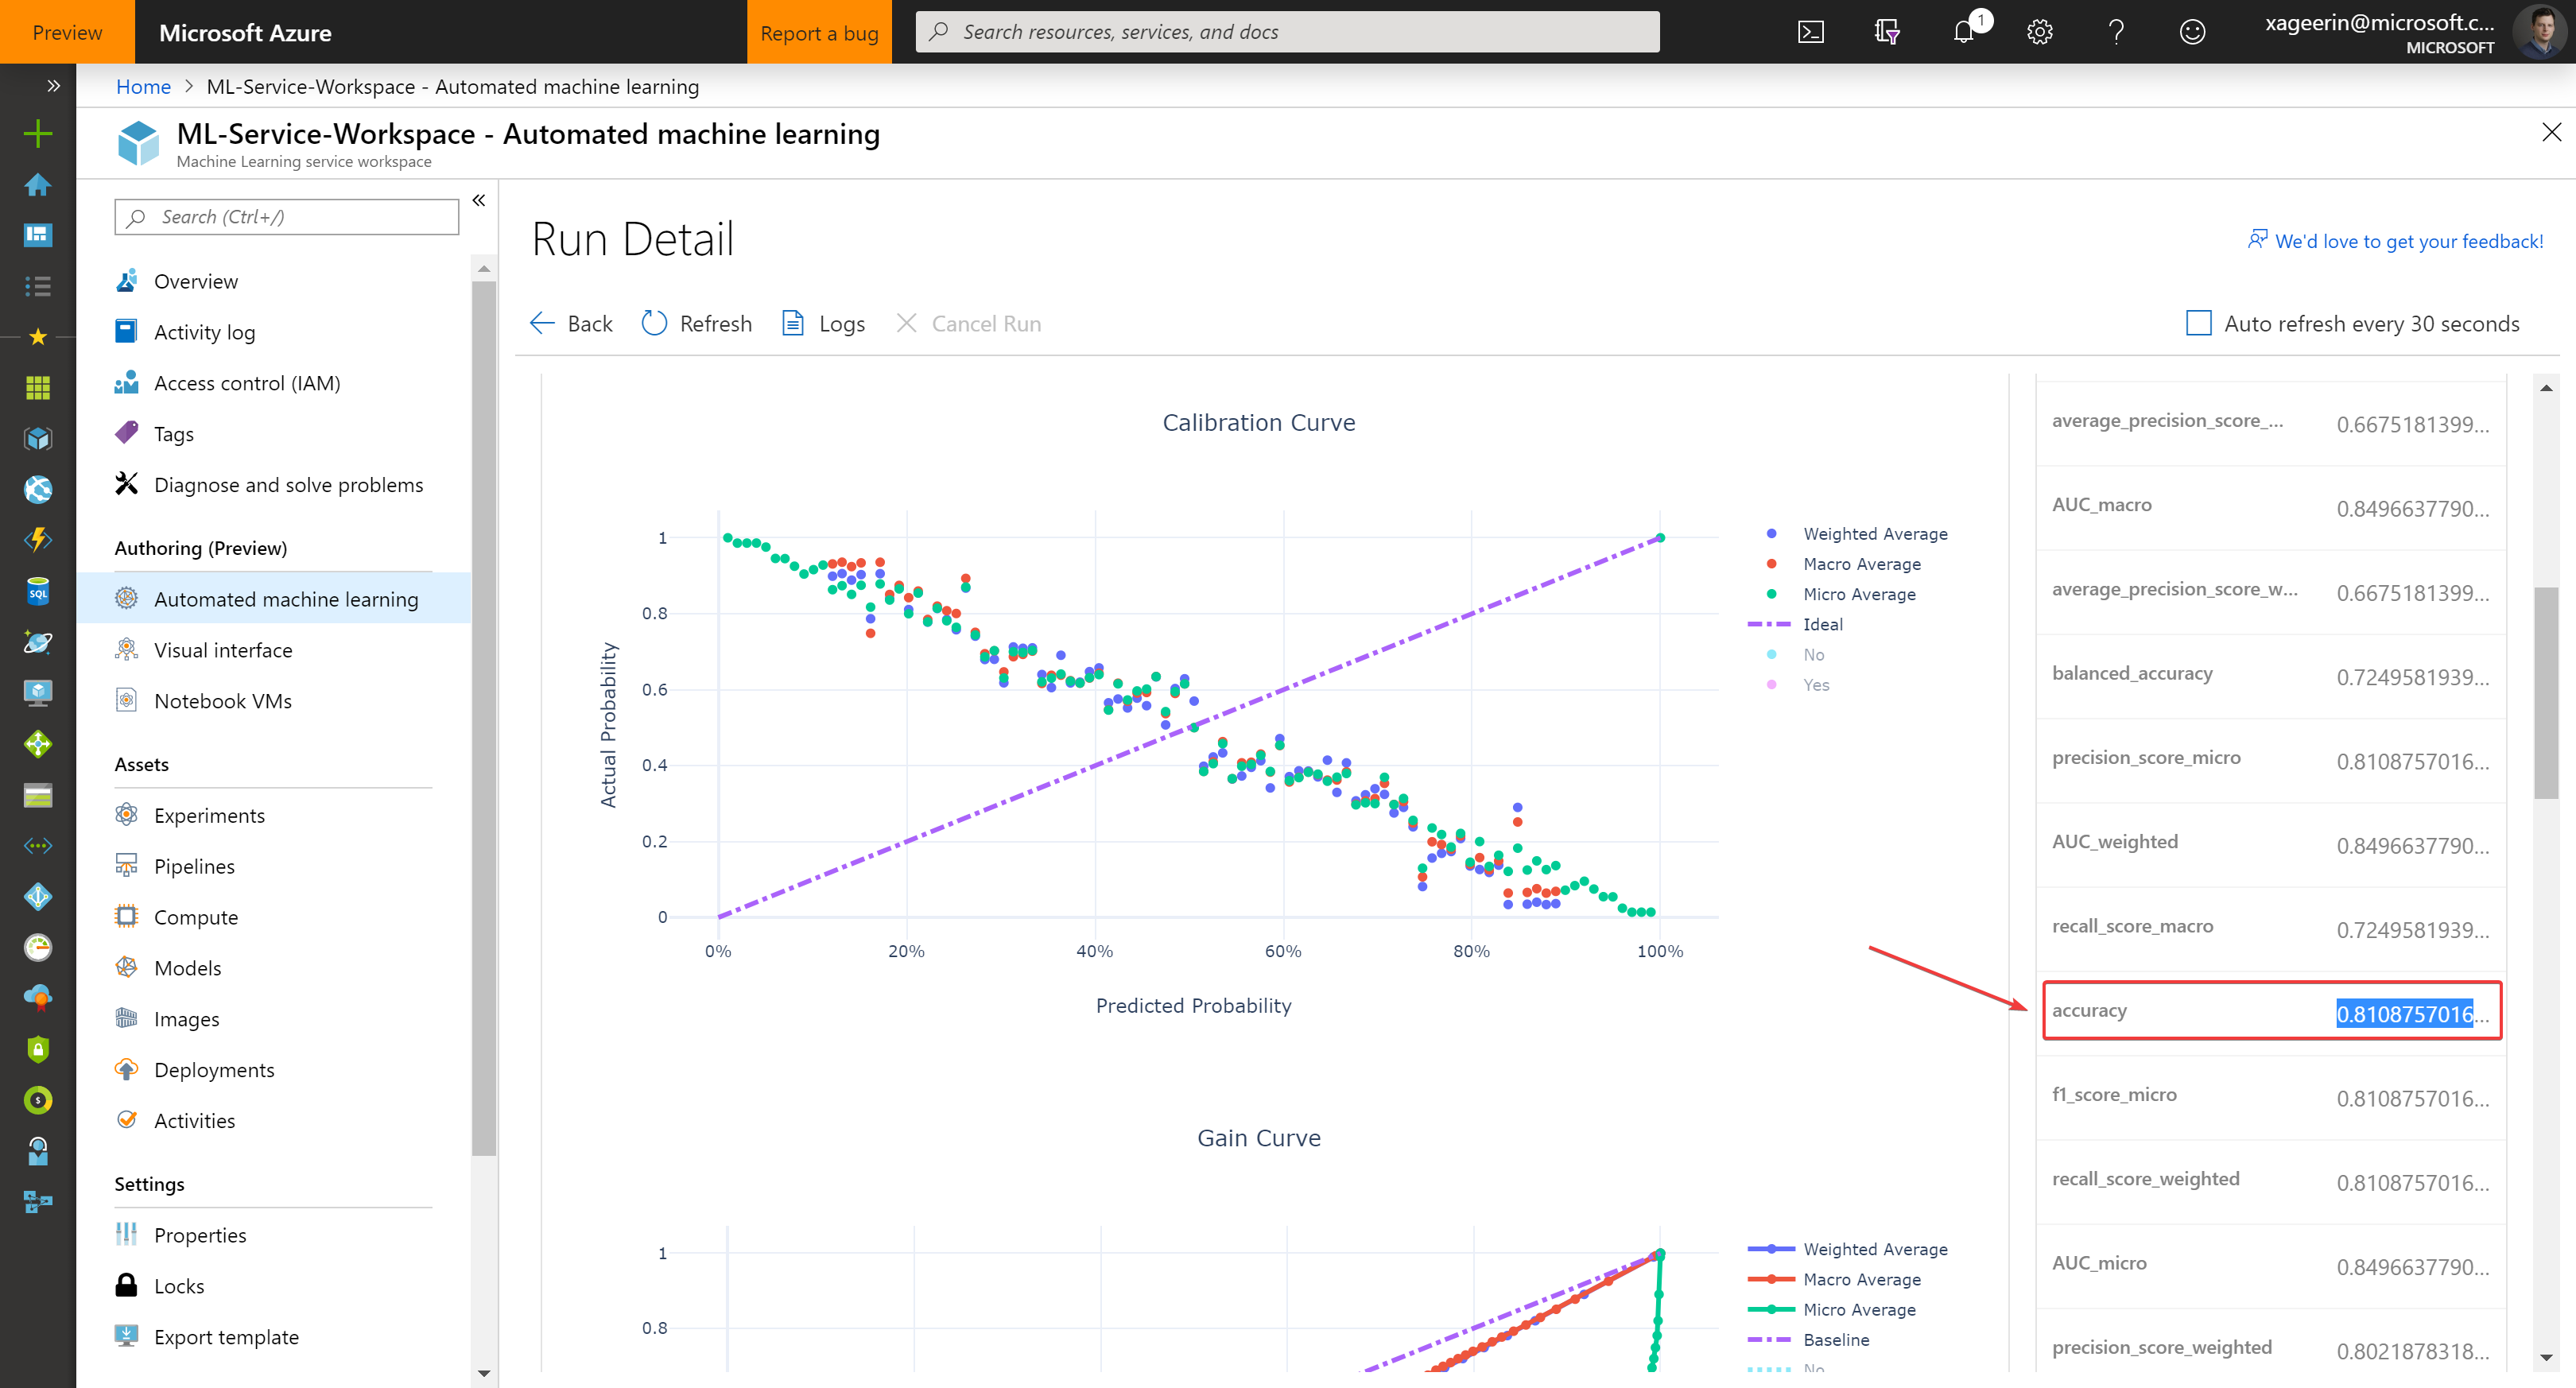 Preview
Microsoft Azure
Report a bug
Search resources, services, and docs
1
xageerin@microsoft.c...
MICROSOFT
Home > ML-Service-Workspace - Automated machine learning
ML-Service-Workspace - Automated machine learning
Machine Learning service workspace
Search (Ctrl+/)
Overview
Activity log
Access control (IAM)
Tags
Diagnose and solve problems
Authoring (Preview)
Automated machine learning
Visual interface
Notebook VMs
Assets
Experiments
Pipelines
Compute
Models
Images
Deployments
Activities
Settings
Properties
Locks
Export template
SQL
Run Detail
We'd love to get your feedback!
Back
Refresh
Logs
Cancel Run
Auto refresh every 30 seconds
Calibration Curve
1
0.8
0.6
0.4
0.2
0
Actual Probability
0% 20% 40% 60% 80% 100%
Predicted Probability
Weighted Average
Macro Average
Micro Average
Ideal
No
Yes
Gain Curve
1
0.8
Weighted Average
Macro Average
Micro Average
Baseline
No
average_precision_score_... 0.6675181399...
AUC_macro 0.8496637790...
average_precision_score_w... 0.6675181399...
balanced_accuracy 0.7249581939...
precision_score_micro 0.8108757016...
AUC_weighted 0.8496637790...
recall_score_macro 0.7249581939...
accuracy 0.8108757016...
f1_score_micro 0.8108757016...
recall_score_weighted 0.8108757016...
AUC_micro 0.8496637790...
precision_score_weighted 0.8021878318...